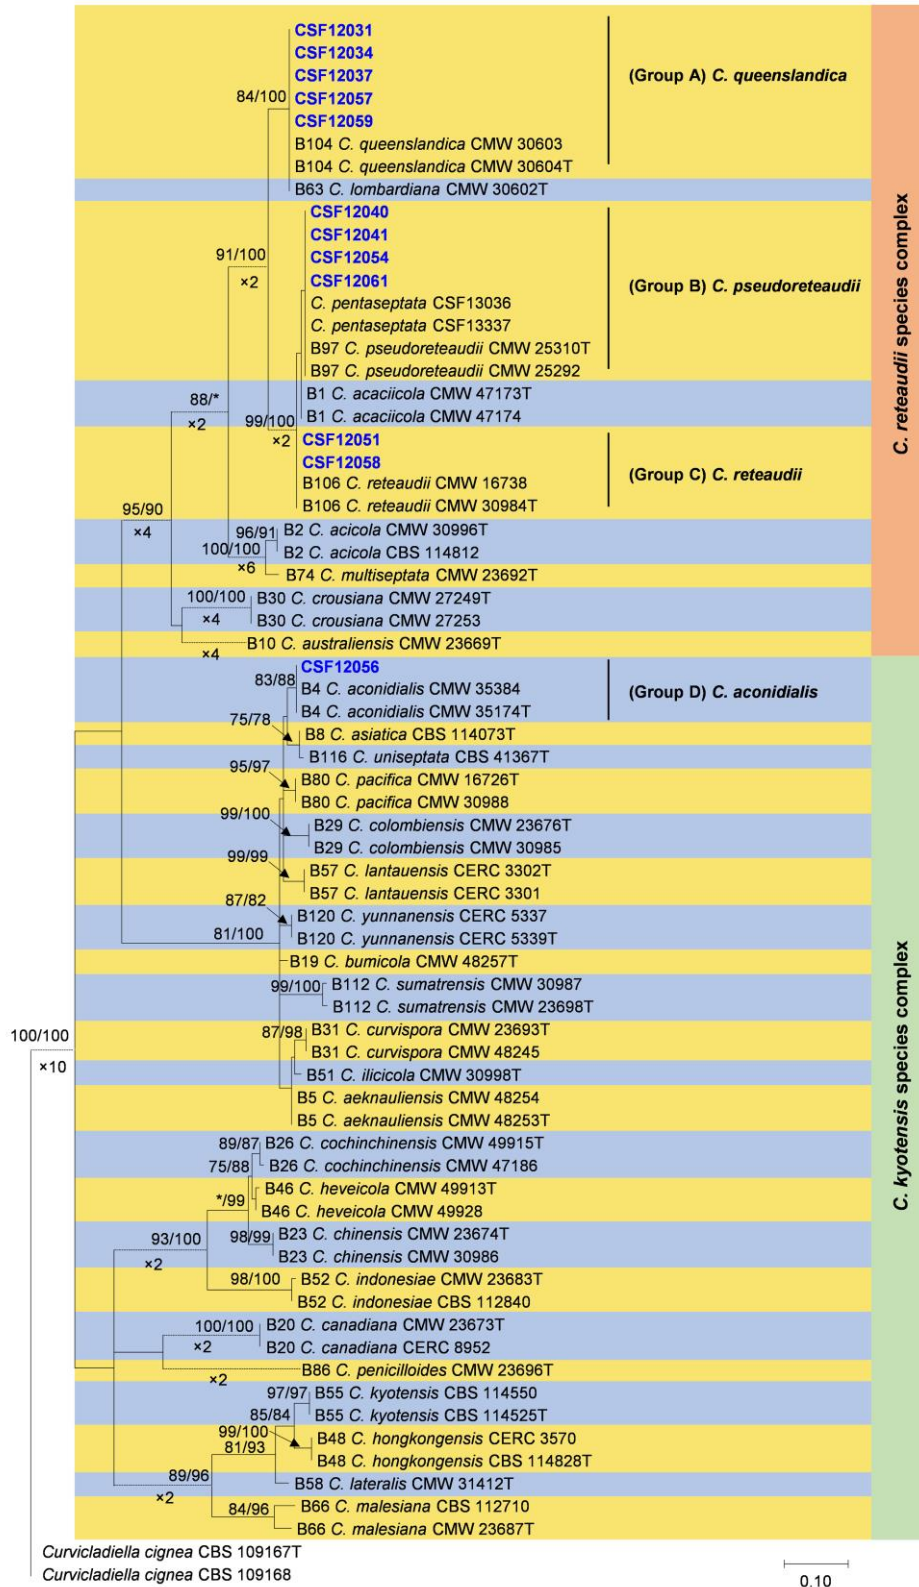 CSF12031
CSF12034
CSF12037
CSF12057
CSF12059
B104 C. queenslandica CMW 30603
B104 C. queenslandica CMW 30604T
(Group A) C. queenslandica
84/100
B63 C. lombardiana CMW 30602T
CSF12040
CSF12041
CSF12054
CSF12061
C. pentaseptata CSF13036
C. pentaseptata CSF13337
B97 C. pseudoreteaudii CMW 25310T
B97 C. pseudoreteaudii CMW 25292
(Group B) C. pseudoreteaudii
91/100
×2
B1 C. acaciicola CMW 47173T
B1 C. acaciicola CMW 47174
88/*
×2
99/100
×2
CSF12051
CSF12058
B106 C. reteaudii CMW 16738
B106 C. reteaudii CMW 30984T
(Group C) C. reteaudii
95/90
×4
96/91
B2 C. acicola CMW 30996T
B2 C. acicola CBS 114812
100/100
×6
B74 C. multiseptata CMW 23692T
100/100
×4
B30 C. crousiana CMW 27249T
B30 C. crousiana CMW 27253
B10 C. australiensis CMW 23669T
×4
C. reteaudii species complex
CSF12056
83/88
B4 C. aconidialis CMW 35384
B4 C. aconidialis CMW 35174T
(Group D) C. aconidialis
75/78
B8 C. asiatica CBS 114073T
B116 C. uniseptata CBS 41367T
95/97
B80 C. pacifica CMW 16726T
B80 C. pacifica CMW 30988
99/100
B29 C. colombiensis CMW 23676T
B29 C. colombiensis CMW 30985
99/99
B57 C. lantauensis CERC 3302T
B57 C. lantauensis CERC 3301
87/82
B120 C. yunnanensis CERC 5337
B120 C. yunnanensis CERC 5339T
81/100
B19 C. bumicola CMW 48257T
99/100
B112 C. sumatrensis CMW 30987
B112 C. sumatrensis CMW 23698T
87/98
B31 C. curvispora CMW 23693T
B31 C. curvispora CMW 48245
B51 C. ilicicola CMW 30998T
B5 C. aeknauliensis CMW 48254
B5 C. aeknauliensis CMW 48253T
100/100
×10
89/87
B26 C. cochinchinensis CMW 49915T
B26 C. cochinchinensis CMW 47186
75/88
B46 C. heveicola CMW 49913T
B46 C. heveicola CMW 49928
*/99
98/99
B23 C. chinensis CMW 23674T
B23 C. chinensis CMW 30986
93/100
×2
98/100
B52 C. indonesiae CMW 23683T
B52 C. indonesiae CBS 112840
100/100
×2
B20 C. canadiana CMW 23673T
B20 C. canadiana CERC 8952
B86 C. penicilloides CMW 23696T
×2
97/97
B55 C. kyotensis CBS 114550
B55 C. kyotensis CBS 114525T
85/84
99/100
B48 C. hongkongensis CERC 3570
B48 C. hongkongensis CBS 114828T
81/93
B58 C. lateralis CMW 31412T
89/96
×2
84/96
B66 C. malesiana CBS 112710
B66 C. malesiana CMW 23687T
C. kyotensis species complex
Curvicladiella cignea CBS 109167T
Curvicladiella cignea CBS 109168
0.10